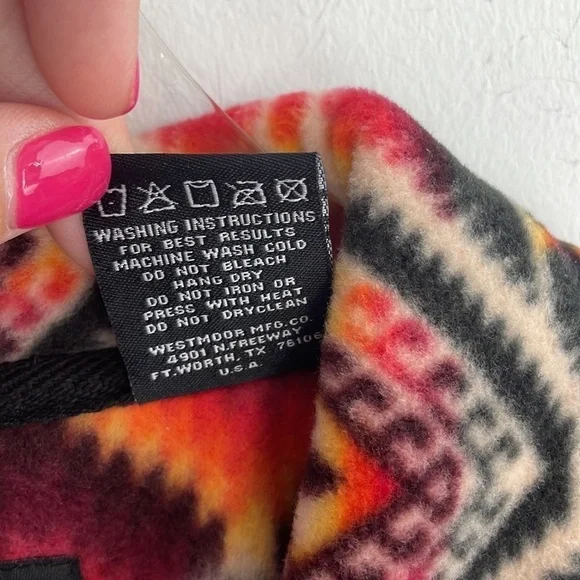 WASHING INSTRUCTIONS
FOR BEST RESULTS
MACHINE WASH COLD
DO NOT BLEACH
HANG DRY
DO NOT IRON OR
PRESS WITH HEAT
DO NOT DRYCLEAN
WESTMOOR MFG.CO.
4901 N.FREEWAY
FT.WORTH, TX 76106
U.S.A.